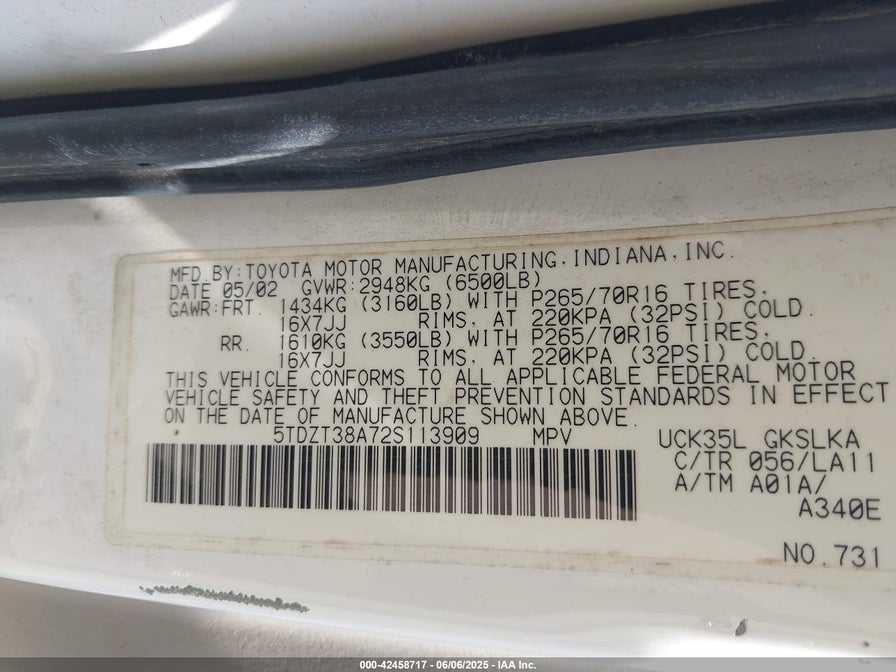 MFD.BY:TOYOTA MOTOR MANUFACTURING,INDIANA,INC.
DATE 05/02 GVWR:2948KG (6500LB)
GAWR:FRT. 1434KG (3160LB) WITH P265/70R16 TIRES.
16X7JJ RIMS. AT 220KPA (32PSI) COLD.
RR. 1610KG (3550LB) WITH P265/70R16 TIRES.
16X7JJ RIMS. AT 220KPA (32PSI) COLD.
THIS VEHICLE CONFORMS TO ALL APPLICABLE FEDERAL MOTOR
VEHICLE SAFETY AND THEFT PREVENTION STANDARDS IN EFFECT
ON THE DATE OF MANUFACTURE SHOWN ABOVE.
5TDZT38A72S113909 MPV
UCK35L GKSLKA
C/TR 056/LA11
A/TM A01A/
A340E
NO.731
000-42458717 - 06/06/2025 - IAA Inc.